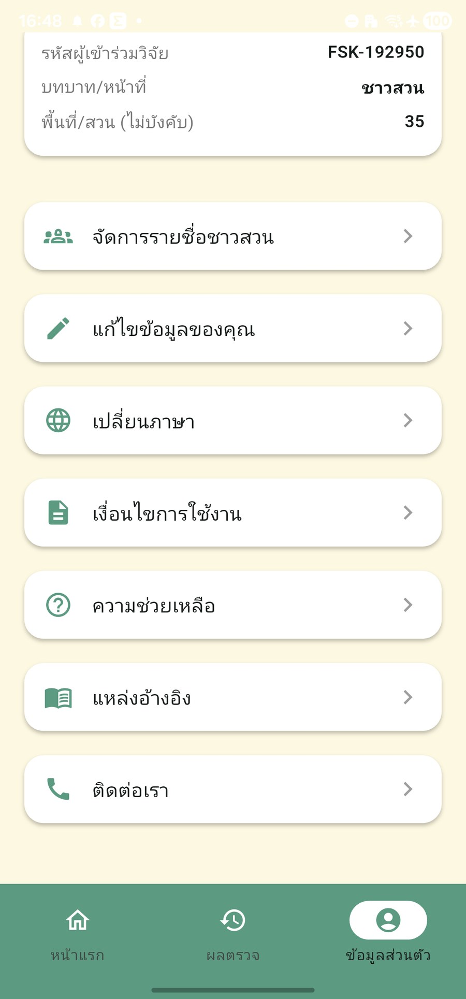 16:48
100
รหัสผู้เข้าร่วมวิจัย FSK-192950
บทบาท/หน้าที่ ชาวสวน
พื้นที่/สวน (ไม่บังคับ) 35
จัดการรายชื่อชาวสวน
แก้ไขข้อมูลของคุณ
เปลี่ยนภาษา
เงื่อนไขการใช้งาน
ความช่วยเหลือ
แหล่งอ้างอิง
ติดต่อเรา
หน้าแรก
ผลตรวจ
ข้อมูลส่วนตัว